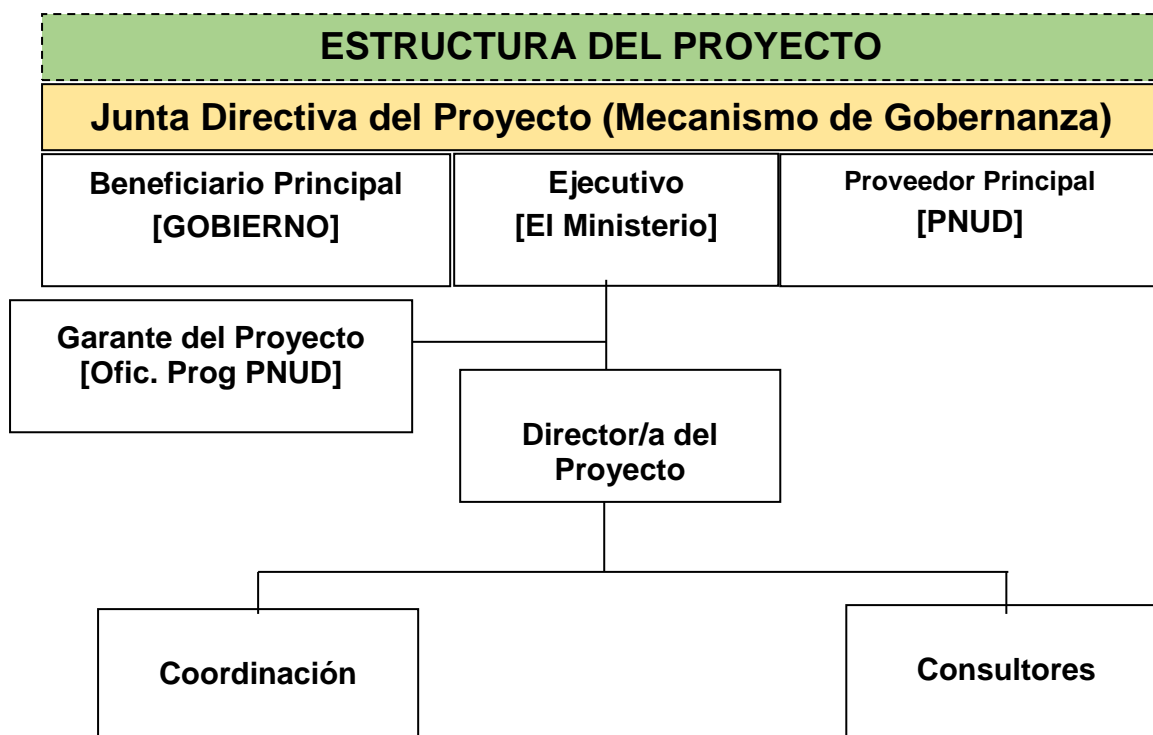 ESTRUCTURA DEL PROYECTO
Junta Directiva del Proyecto (Mecanismo de Gobernanza)
Beneficiario Principal
[GOBIERNO]
Ejecutivo
[El Ministerio]
Proveedor Principal
[PNUD]
Garante del Proyecto
[Ofic. Prog PNUD]
Director/a del
Proyecto
Coordinación
Consultores